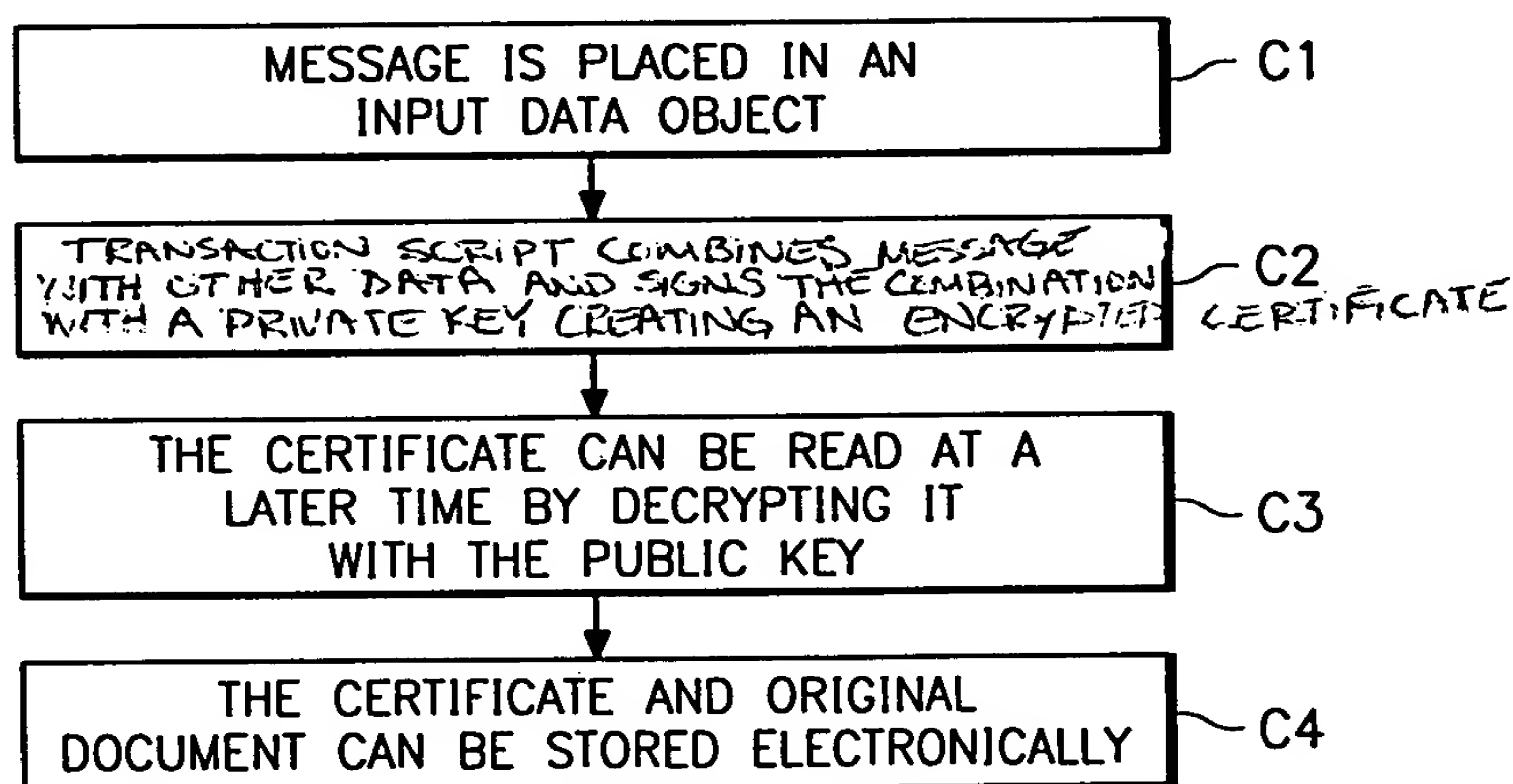 MESSAGE IS PLACED IN AN
INPUT DATA OBJECT
C1
TRANSACTION SCRIPT COMBINES MESSAGE
WITH OTHER DATA AND SIGNS THE COMBINATION
WITH A PRIVATE KEY CREATING AN ENCRYPTED CERTIFICATE
C2
THE CERTIFICATE CAN BE READ AT A
LATER TIME BY DECRYPTING IT
WITH THE PUBLIC KEY
C3
THE CERTIFICATE AND ORIGINAL
DOCUMENT CAN BE STORED ELECTRONICALLY
C4